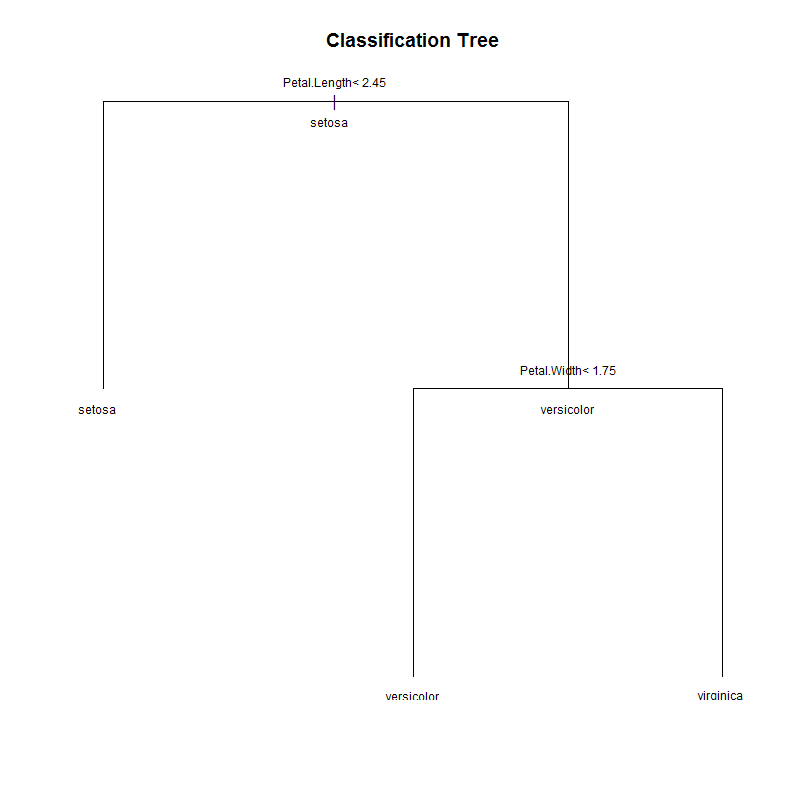 Classification Tree
Petal.Length< 2.45
setosa
Petal.Width< 1.75
setosa
versicolor
versicolor
virginica